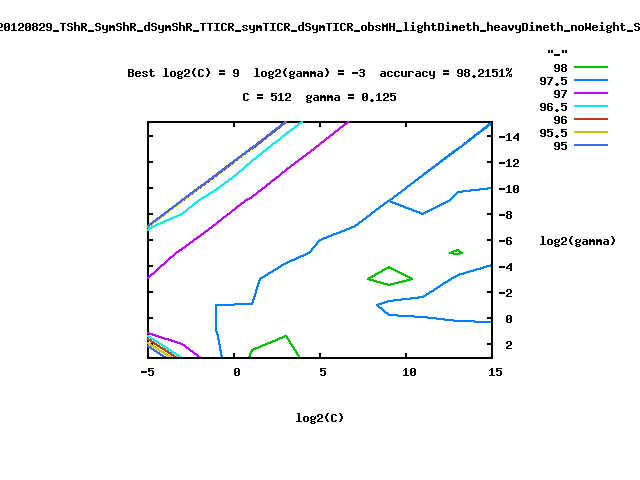 20120829_TShR_SymShR_dSymShR_TTICR_symTICR_dSymTICR_obsMH_lightDimeth_heavyDimeth_noWeight_S
"_"
Best log2(C) = 9 log2(gamma) = -3 accuracy = 98.2151%
C = 512 gamma = 0.125
98
97.5
97
96.5
96
95.5
95
-14
-12
-10
-8
-6
-4
-2
0
2
log2(gamma)
-5 0 5 10 15
log2(C)